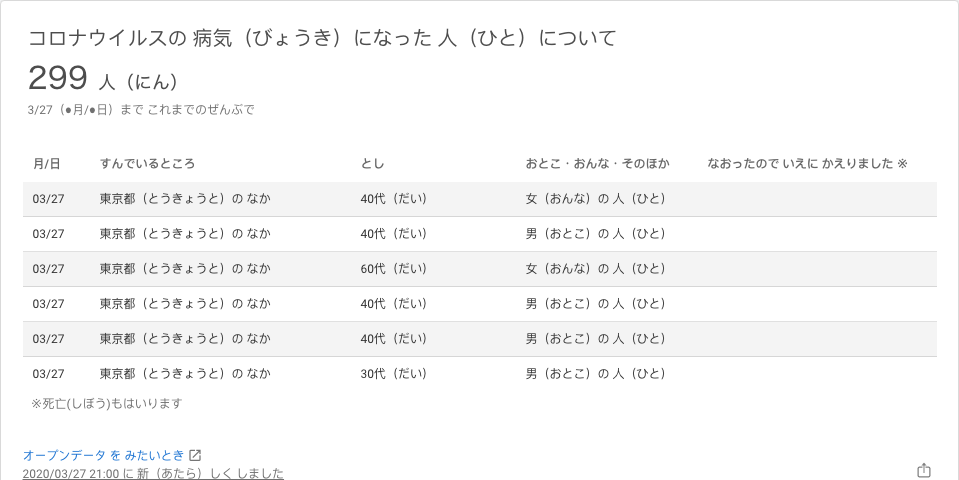 コロナウイルスの 病気（びょうき）になった 人（ひと）について
299 人（にん）
3/27（●月/●日）まで これまでのぜんぶで
月/日 すんでいるところ とし おとこ・おんな・そのほか なおったので いえに かえりました ※
03/27 東京都（とうきょうと）の なか 40代（だい） 女（おんな）の 人（ひと）
03/27 東京都（とうきょうと）の なか 40代（だい） 男（おとこ）の 人（ひと）
03/27 東京都（とうきょうと）の なか 60代（だい） 女（おんな）の 人（ひと）
03/27 東京都（とうきょうと）の なか 40代（だい） 男（おとこ）の 人（ひと）
03/27 東京都（とうきょうと）の なか 40代（だい） 男（おとこ）の 人（ひと）
03/27 東京都（とうきょうと）の なか 30代（だい） 男（おとこ）の 人（ひと）
※死亡(しぼう)もはいります
オープンデータ を みたいとき
2020/03/27 21:00 に 新（あたら）しく しました